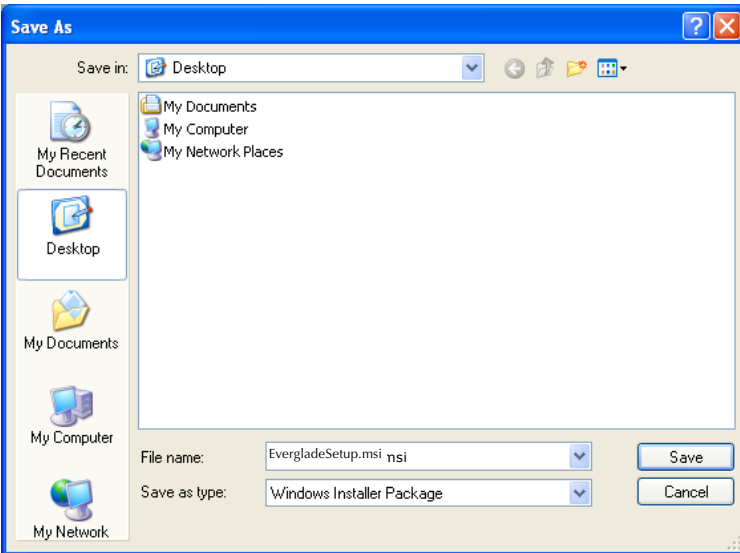 Save As
Save in:
Desktop
My Documents
My Computer
My Network Places
My Recent
Documents
Desktop
My Documents
My Computer
My Network
File name:
EvergladeSetup.msi nsi
Save
Save as type:
Windows Installer Package
Cancel